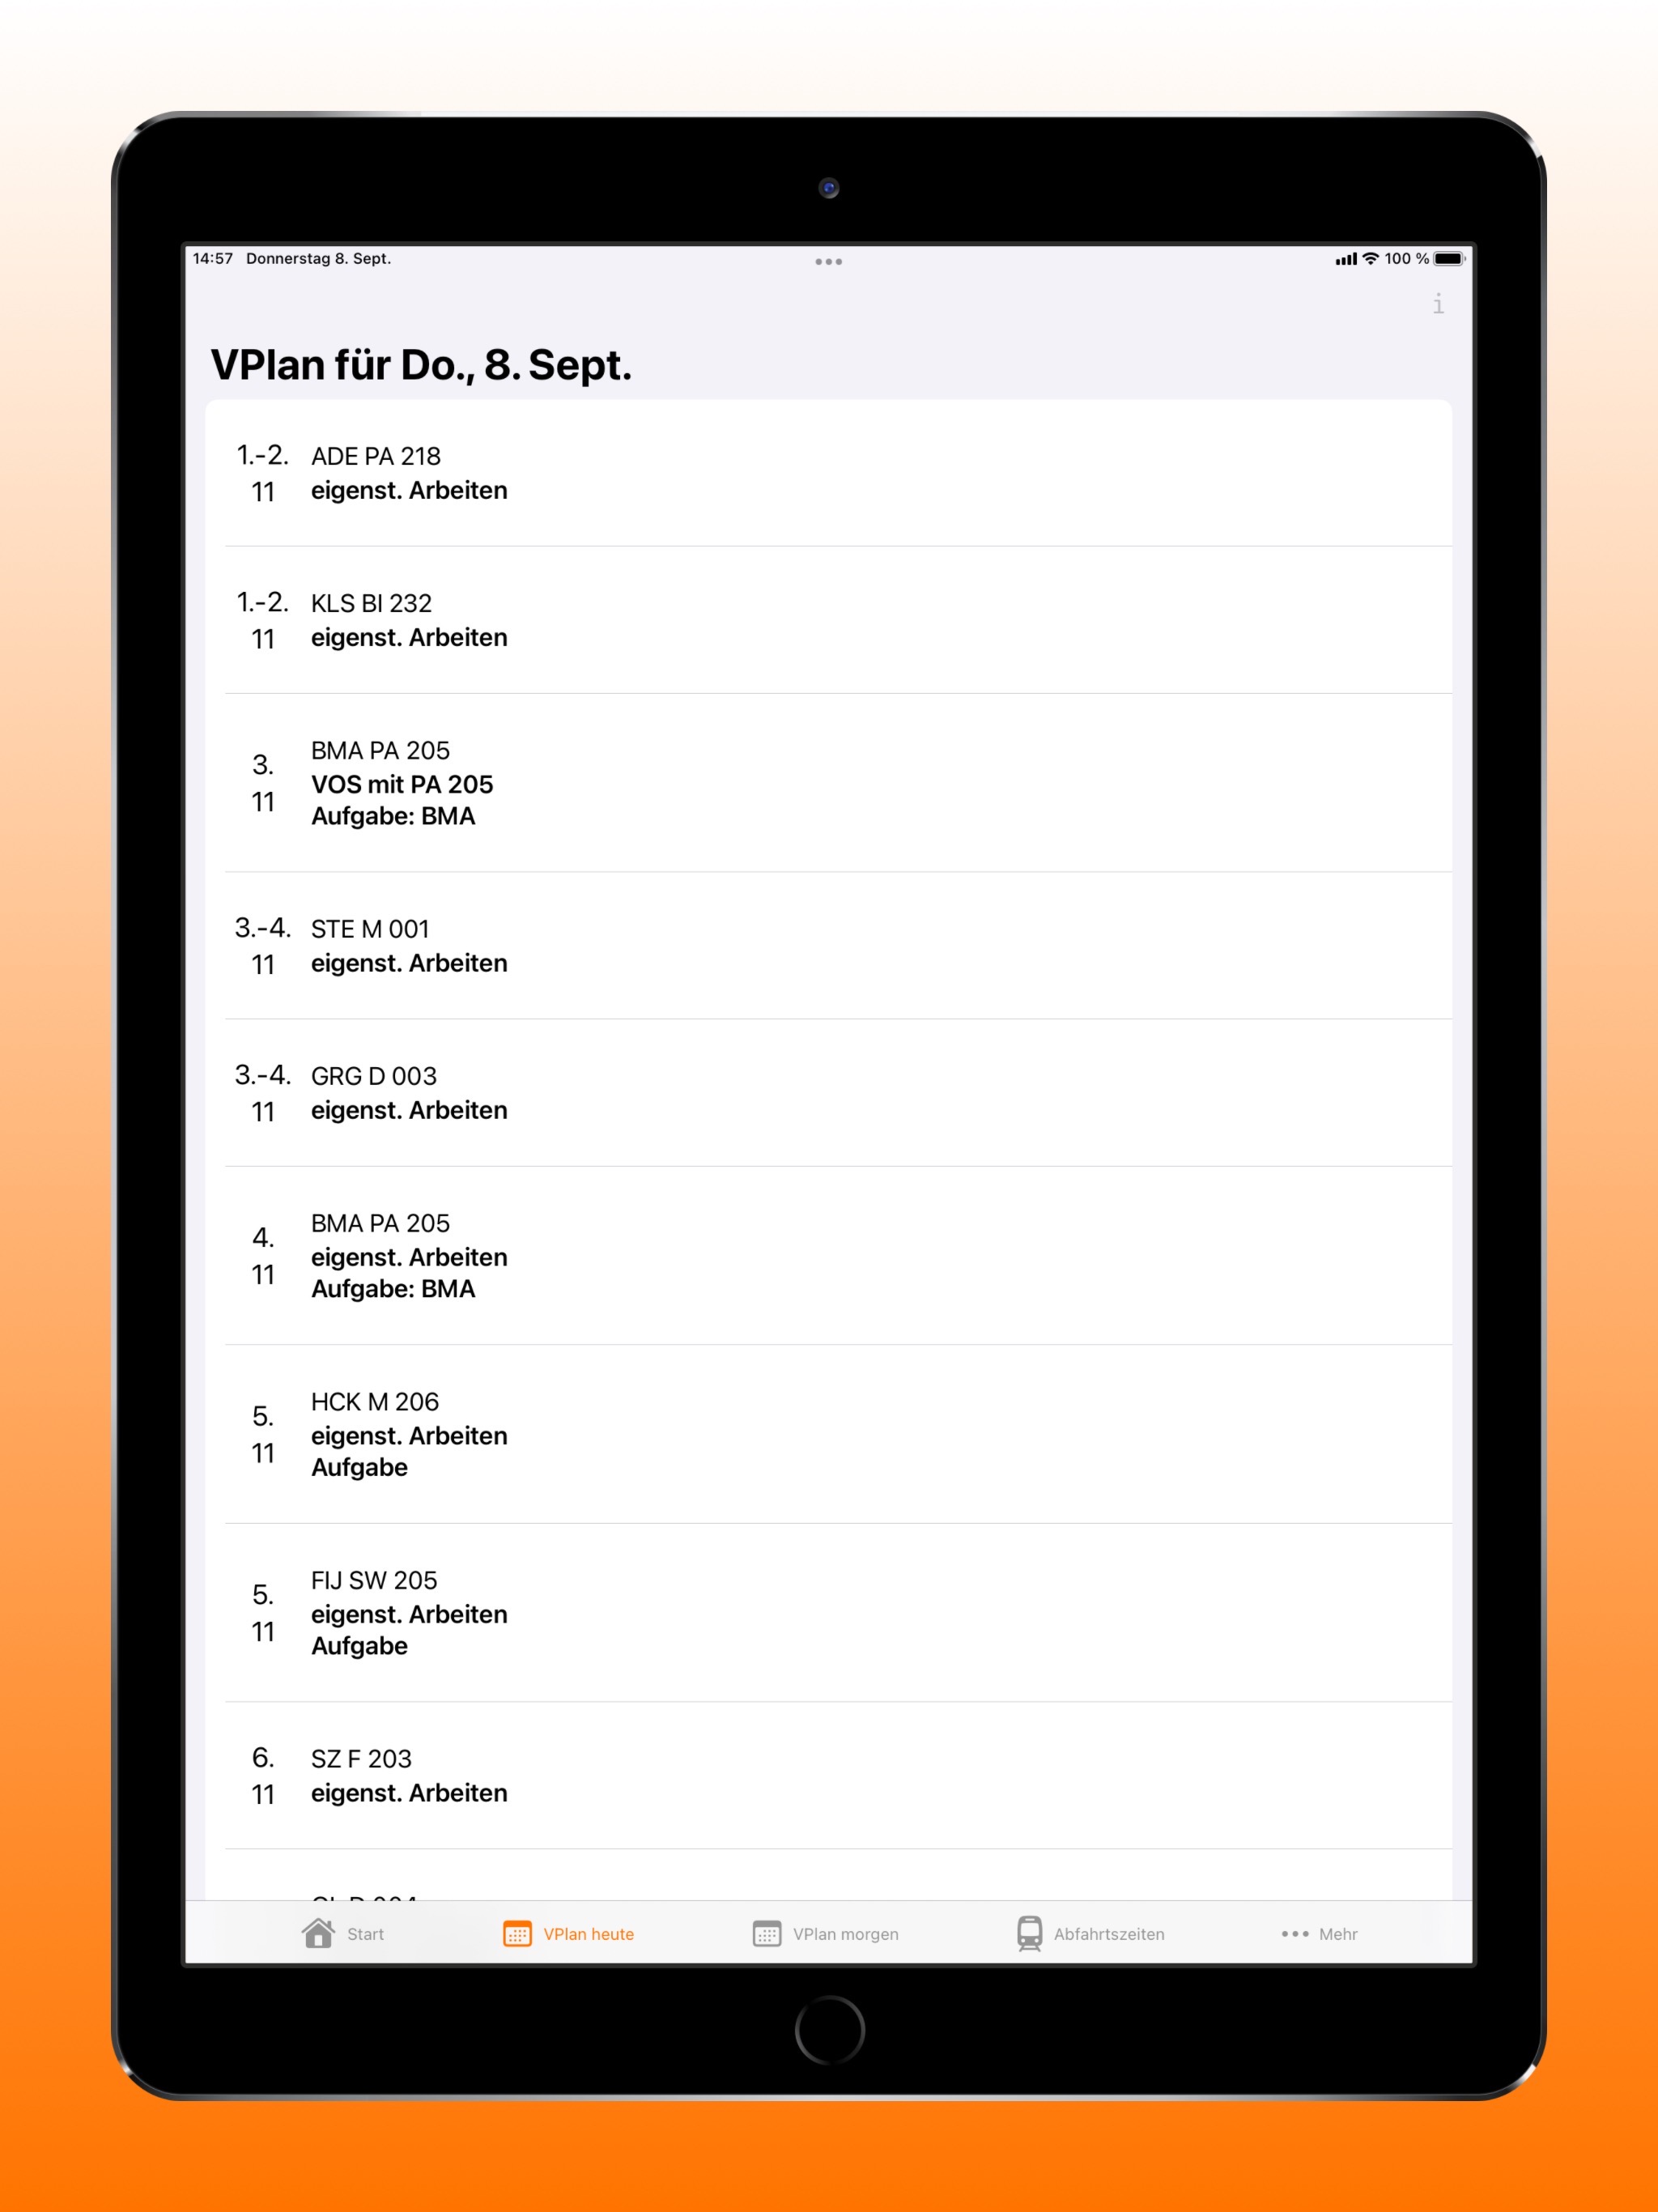 14:57 Donnerstag 8. Sept.
100 %
i
VPlan für Do., 8. Sept.
1.-2. ADE PA 218
11 eigenst. Arbeiten
1.-2. KLS BI 232
11 eigenst. Arbeiten
BMA PA 205
3.
VOS mit PA 205
11
Aufgabe: BMA
3.-4. STE M 001
11 eigenst. Arbeiten
3.-4. GRG D 003
11 eigenst. Arbeiten
BMA PA 205
4.
eigenst. Arbeiten
11
Aufgabe: BMA
HCK M 206
5.
eigenst. Arbeiten
11
Aufgabe
FIJ SW 205
5.
eigenst. Arbeiten
11
Aufgabe
6. SZ F 203
11 eigenst. Arbeiten
Start VPlan heute VPlan morgen Abfahrtszeiten Mehr